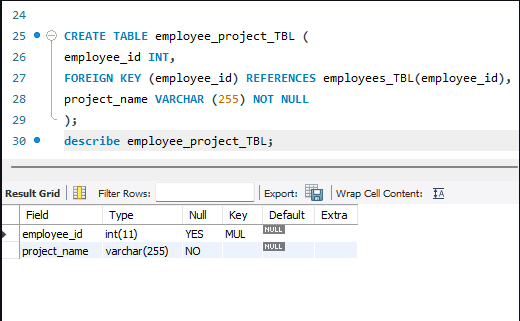 24
25 CREATE TABLE employee_project_TBL (
26 employee_id INT,
27 FOREIGN KEY (employee_id) REFERENCES employees_TBL(employee_id),
28 project_name VARCHAR (255) NOT NULL
29 );
30 describe employee_project_TBL;
Result Grid Filter Rows: Export: Wrap Cell Content: IA
Field Type Null Key Default Extra
employee_id int(11) YES MUL NULL
project_name varchar(255) NO NULL